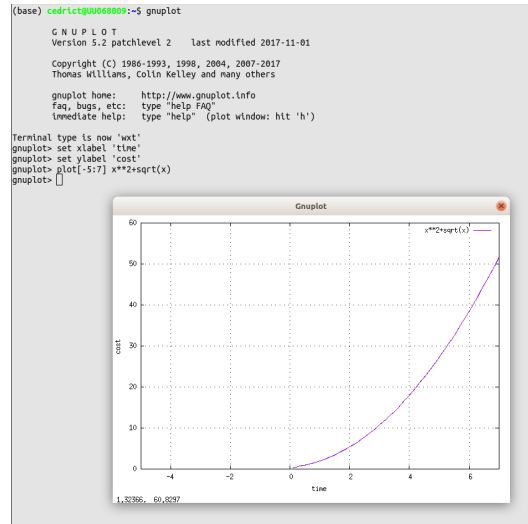 (base) cedrict@UU068009:~$ gnuplot
G N U P L O T
Version 5.2 patchlevel 2    last modified 2017-11-01
Copyright (C) 1986-1993, 1998, 2004, 2007-2017
Thomas Williams, Colin Kelley and many others
gnuplot home:     http://www.gnuplot.info
faq, bugs, etc:   type "help FAQ"
immediate help:   type "help"  (plot window: hit 'h')
Terminal type is now 'wxt'
gnuplot> set xlabel 'time'
gnuplot> set ylabel 'cost'
gnuplot> plot[-5:7] x**2+sqrt(x)
gnuplot>
Gnuplot
x**2+sqrt(x)
60
50
40
30
20
10
0
cost
-4 -2 0 2 4 6
time
1,32366, 60,8297